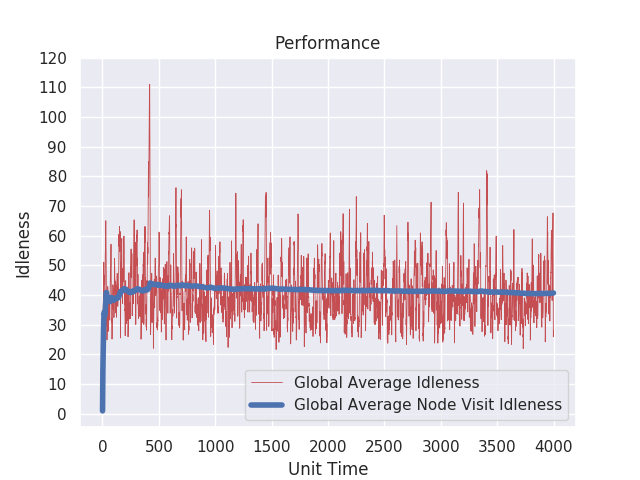 Performance
120
110
100
90
80
70
60
50
40
30
20
10
0
Idleness
0 500 1000 1500 2000 2500 3000 3500 4000
Unit Time
Global Average Idleness
Global Average Node Visit Idleness